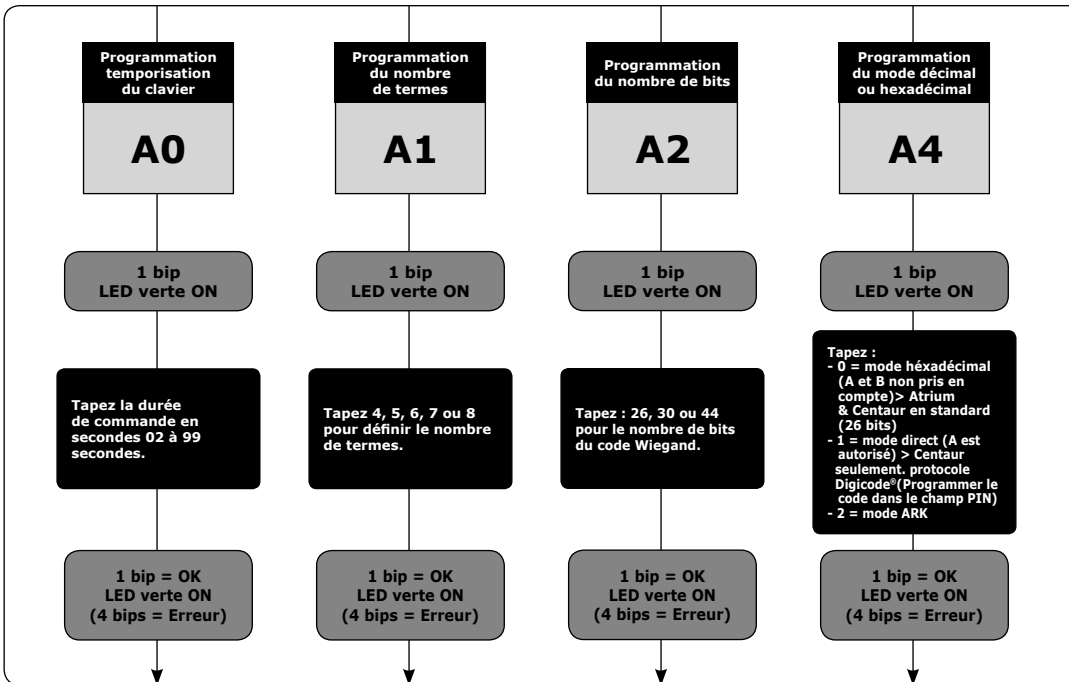 Programmation
temporisation
du clavier
A0
1 bip
LED verte ON
Tapez la durée
de commande en
secondes 02 à 99
secondes.
1 bip = OK
LED verte ON
(4 bips = Erreur)
Programmation
du nombre
de termes
A1
1 bip
LED verte ON
Tapez 4, 5, 6, 7 ou 8
pour définir le nombre
de termes.
1 bip = OK
LED verte ON
(4 bips = Erreur)
Programmation
du nombre de bits
A2
1 bip
LED verte ON
Tapez : 26, 30 ou 44
pour le nombre de bits
du code Wiegand.
1 bip = OK
LED verte ON
(4 bips = Erreur)
Programmation
du mode décimal
ou hexadécimal
A4
1 bip
LED verte ON
Tapez :
- 0 = mode héxadécimal
(A et B non pris en
compte)> Atrium
& Centaur en standard
(26 bits)
- 1 = mode direct (A est
autorisé) > Centaur
seulement. protocole
Digicode®(Programmer le
code dans le champ PIN)
- 2 = mode ARK
1 bip = OK
LED verte ON
(4 bips = Erreur)